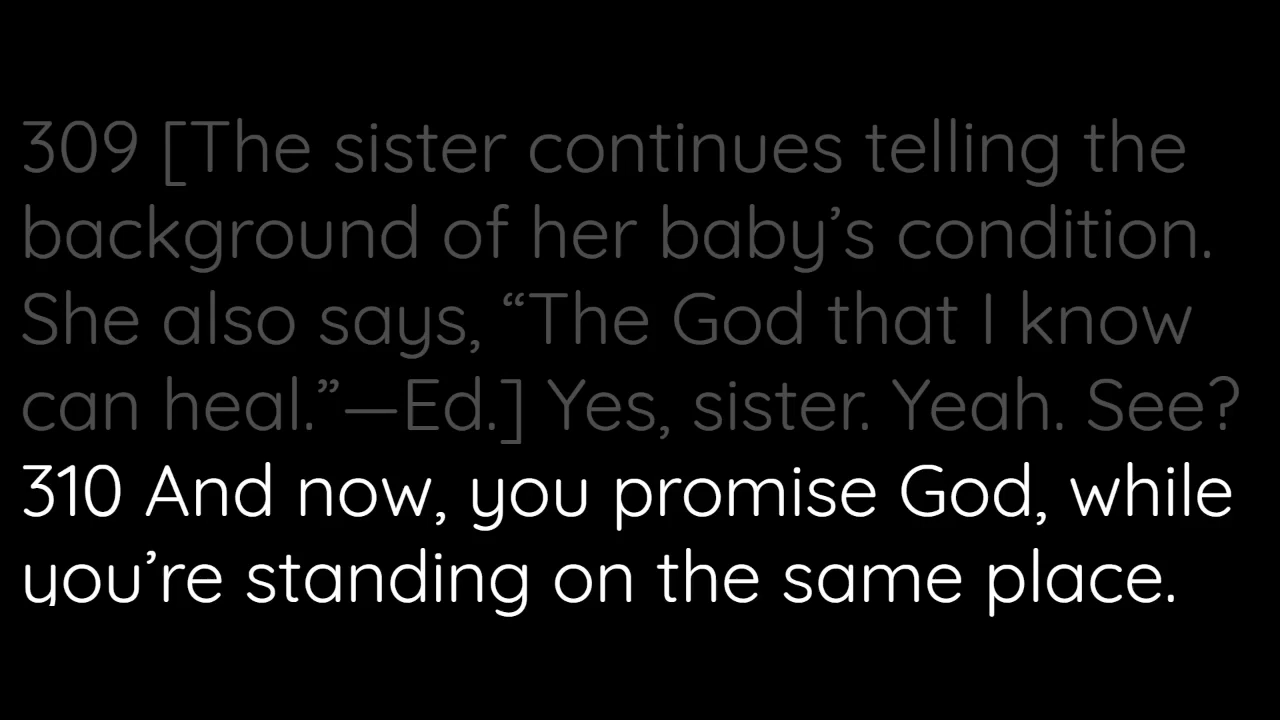 309 [The sister continues telling the
background of her baby’s condition.
She also says, “The God that I know
can heal.”—Ed.] Yes, sister. Yeah. See?
310 And now, you promise God, while
you’re standing on the same place.